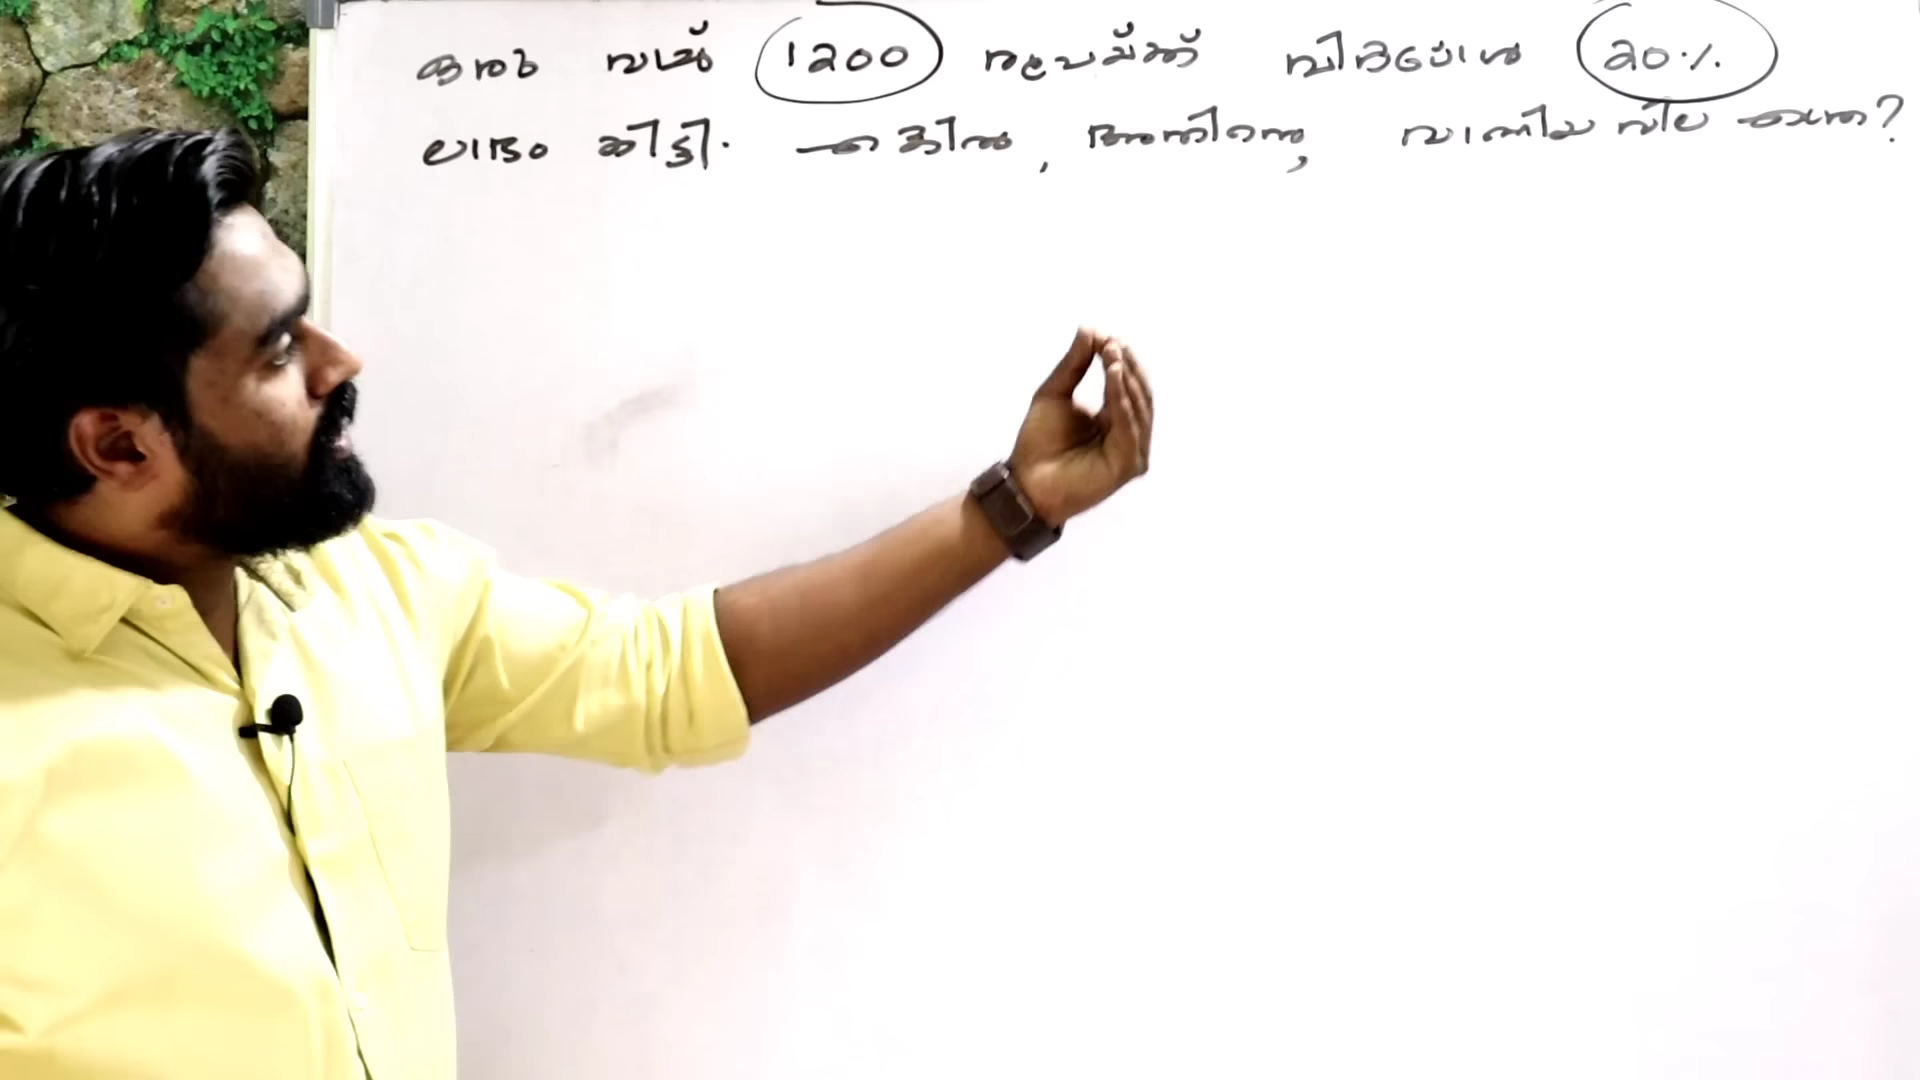 ഒരു വാച്ച് 1200 രൂപയ്ക്ക് വിറ്റപ്പോൾ 20%
ലാഭം കിട്ടി. എങ്കിൽ, അതിന്റെ വാങ്ങിയ വില എത്ര?